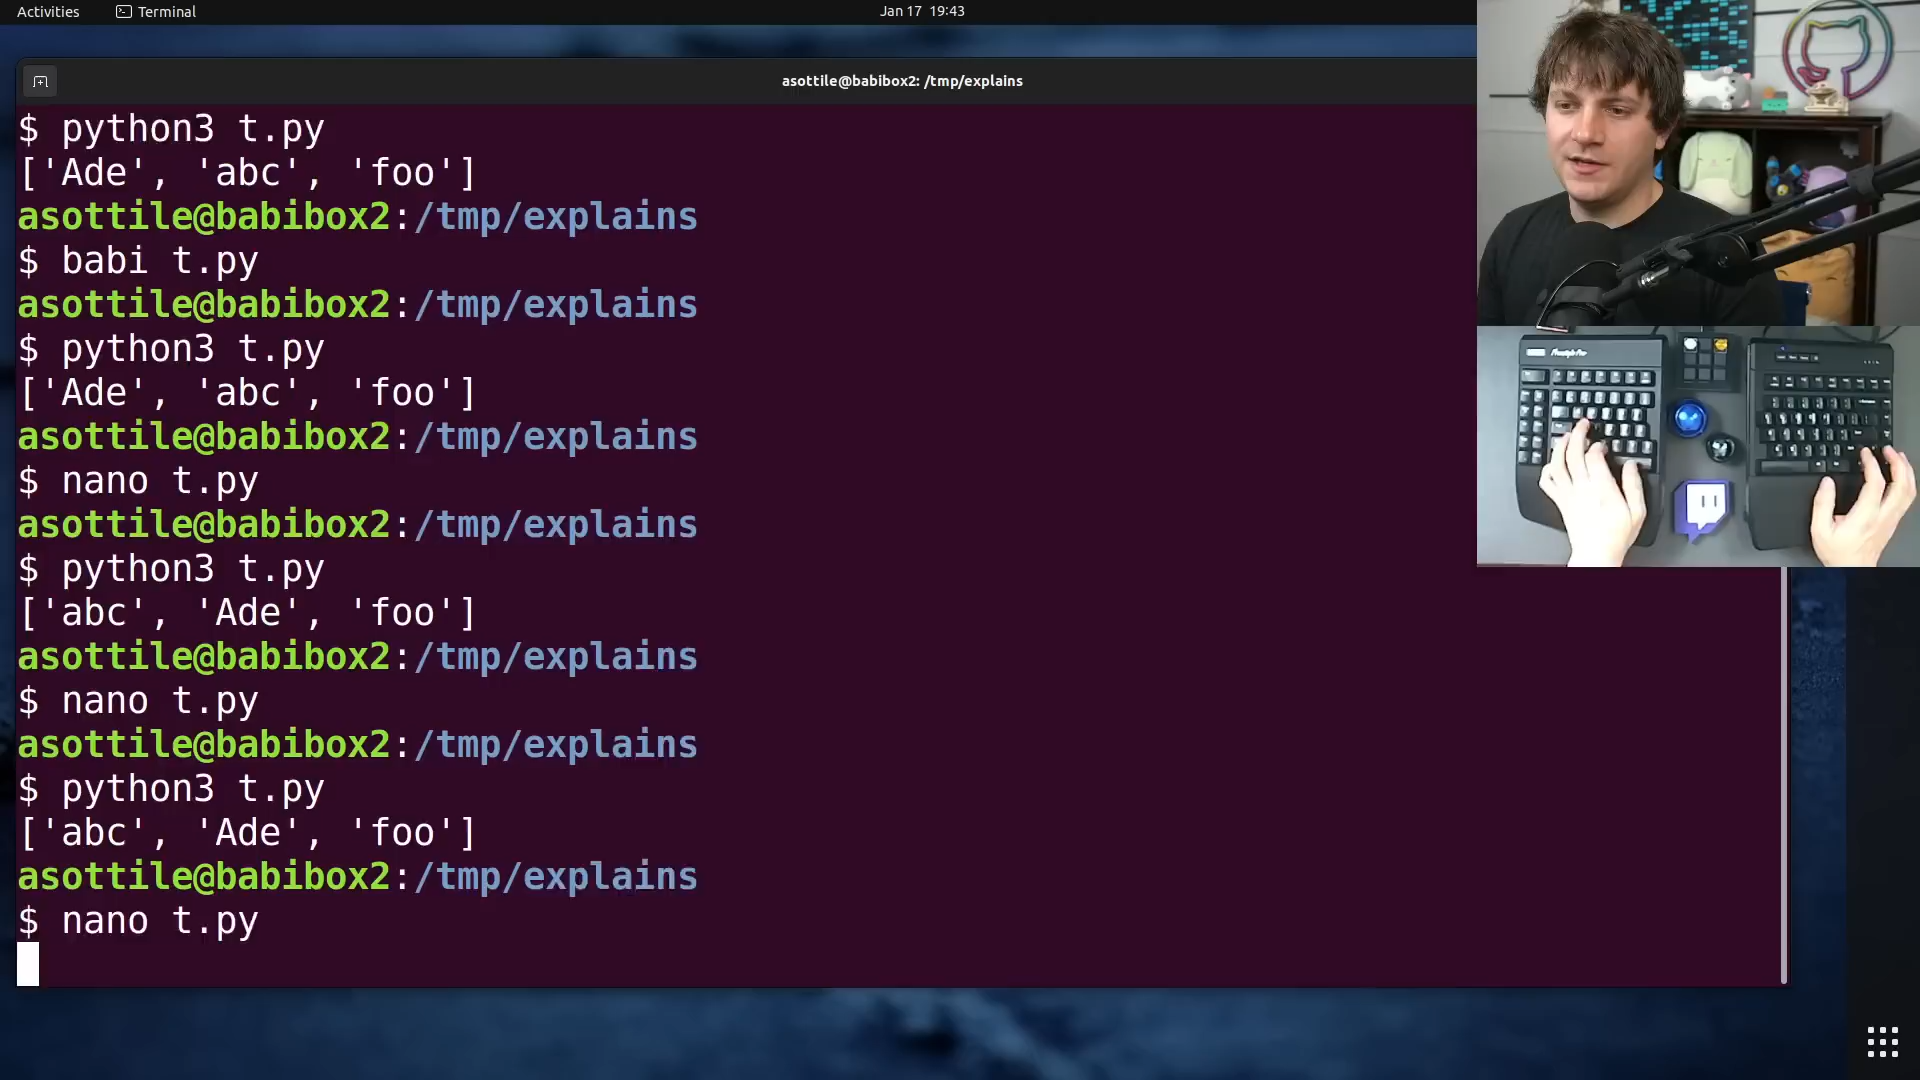 Activities
Terminal
Jan 17 19:43
asottile@babibox2: /tmp/explains
$ python3 t.py
['Ade', 'abc', 'foo']
asottile@babibox2:/tmp/explains
$ babi t.py
asottile@babibox2:/tmp/explains
$ python3 t.py
['Ade', 'abc', 'foo']
asottile@babibox2:/tmp/explains
$ nano t.py
asottile@babibox2:/tmp/explains
$ python3 t.py
['abc', 'Ade', 'foo']
asottile@babibox2:/tmp/explains
$ nano t.py
asottile@babibox2:/tmp/explains
$ python3 t.py
['abc', 'Ade', 'foo']
asottile@babibox2:/tmp/explains
$ nano t.py